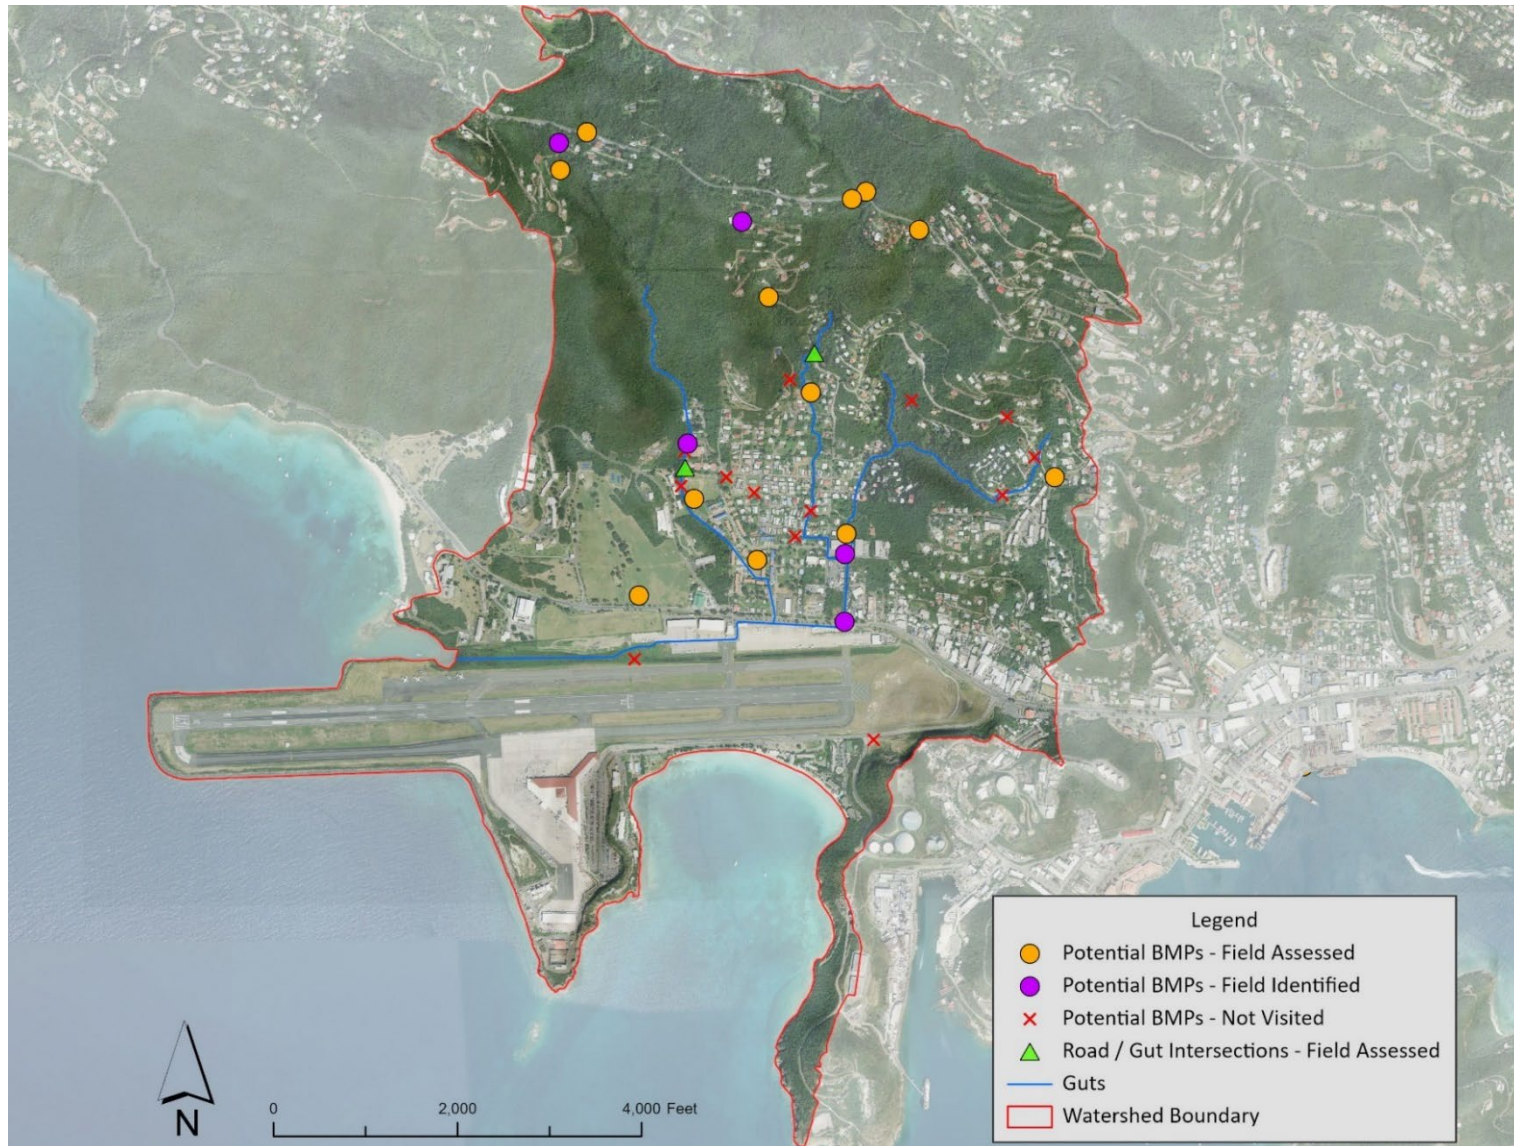 Legend
Potential BMPs - Field Assessed
Potential BMPs - Field Identified
Potential BMPs - Not Visited
Road / Gut Intersections - Field Assessed
Guts
Watershed Boundary
N
0 2,000 4,000 Feet